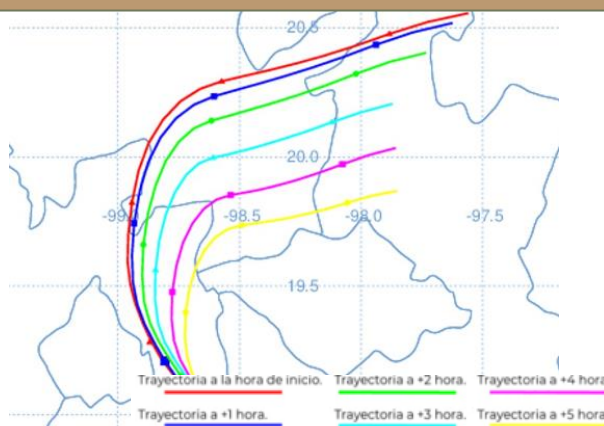 20.5
20.0
-99.0 -98.5 -98.0 -97.5
19.5
Trayectoria a la hora de inicio. Trayectoria a +2 hora. Trayectoria a +4 hora
Trayectoria a +1 hora. Trayectoria a +3 hora. Trayectoria a +5 hora